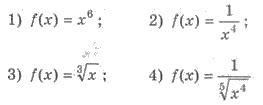 1) f(x) = x⁶ ; 2) f(x) = 1/x⁴ ;
3) f(x) = ∛x ; 4) f(x) = 1/⁵√(x⁴)